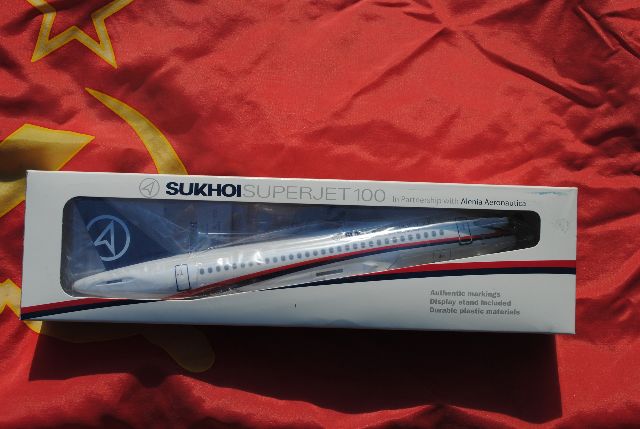 SUKHOI SUPERJET 100 In Partnership with Alenia Aeronautica
Authentic markings
Display stand included
Durable plastic materials